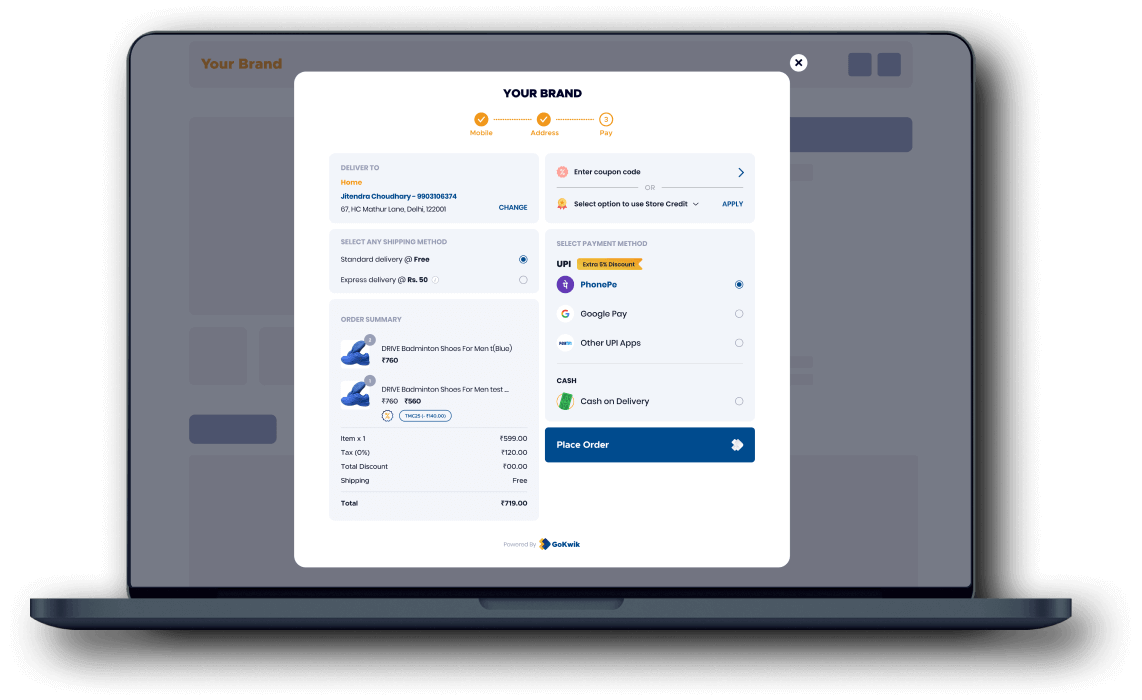 Your Brand
YOUR BRAND
3
Mobile
Address
Pay
DELIVER TO
Home
Jitendra Choudhary - 9903106374
67, HC Mathur Lane, Delhi, 122001
CHANGE
SELECT ANY SHIPPING METHOD
Standard delivery @ Free
Express delivery @ Rs. 50
ORDER SUMMARY
DRIVE Badminton Shoes For Men t(Blue)
₹760
1
DRIVE Badminton Shoes For Men test ...
₹760 ₹560
TMC25 (- ₹140.00)
Item x 1 ₹599.00
Tax (0%) ₹120.00
Total Discount ₹00.00
Shipping Free
Total ₹719.00
Enter coupon code
OR
Select option to use Store Credit
APPLY
SELECT PAYMENT METHOD
UPI Extra 5% Discount
PhonePe
Google Pay
Other UPI Apps
CASH
Cash on Delivery
Place Order
Powered By GoKwik